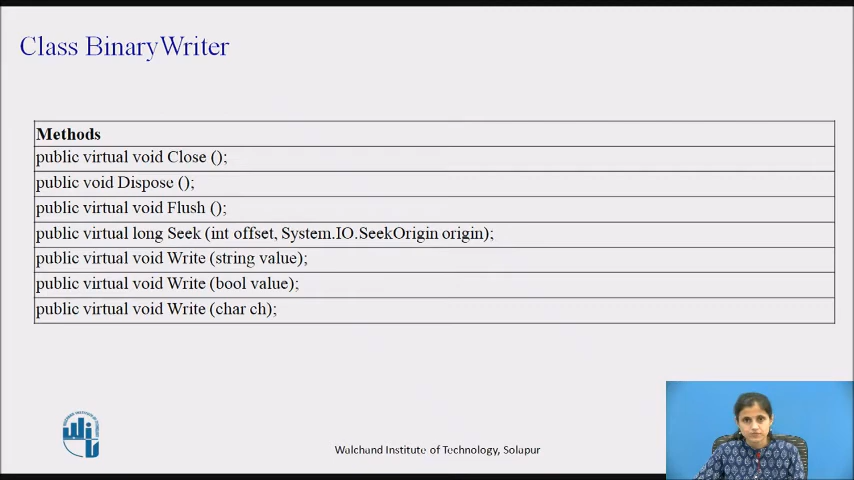 Class BinaryWriter
Methods
public virtual void Close ();
public void Dispose ();
public virtual void Flush ();
public virtual long Seek (int offset, System.IO.SeekOrigin origin);
public virtual void Write (string value);
public virtual void Write (bool value);
public virtual void Write (char ch);
Walchand Institute of Technology, Solapur